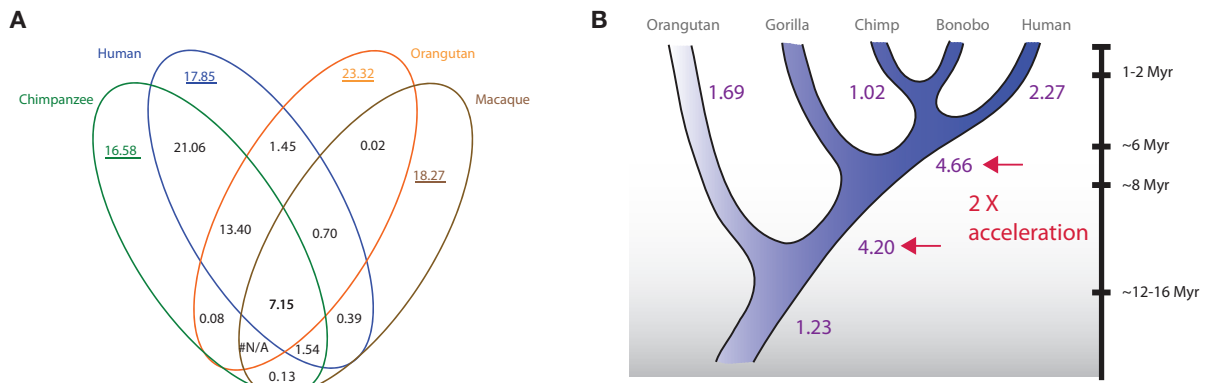 A
Human
Orangutan
Chimpanzee
Macaque
17.85
23.32
16.58
21.06
1.45
0.02
18.27
13.40
0.70
7.15
0.08
0.39
#N/A
1.54
0.13
B
Orangutan
Gorilla
Chimp
Bonobo
Human
1-2 Myr
1.69
1.02
2.27
~6 Myr
4.66
~8 Myr
2 X
acceleration
4.20
~12-16 Myr
1.23